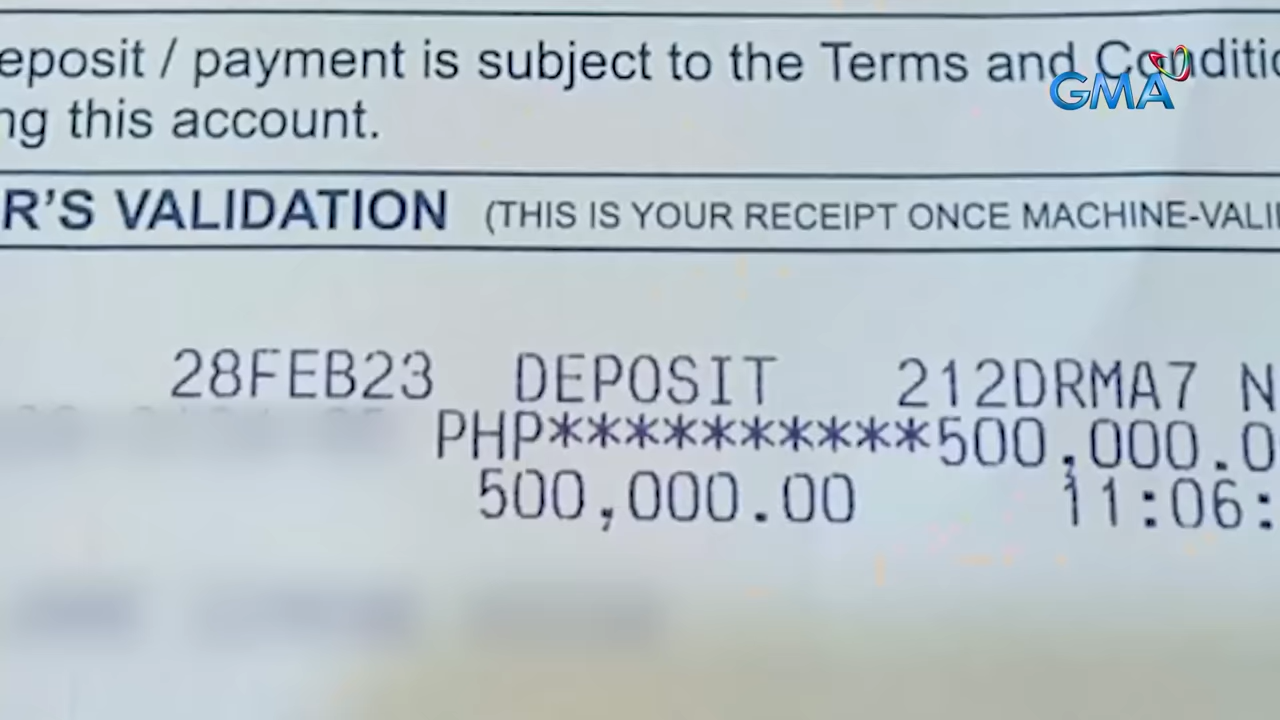 eposit / payment is subject to the Terms and Conditio
GMA
ng this account.
R'S VALIDATION (THIS IS YOUR RECEIPT ONCE MACHINE-VALI
28FEB23 DEPOSIT 212DRMA7 N
PHP**********500,000.0
500,000.00 11:06: